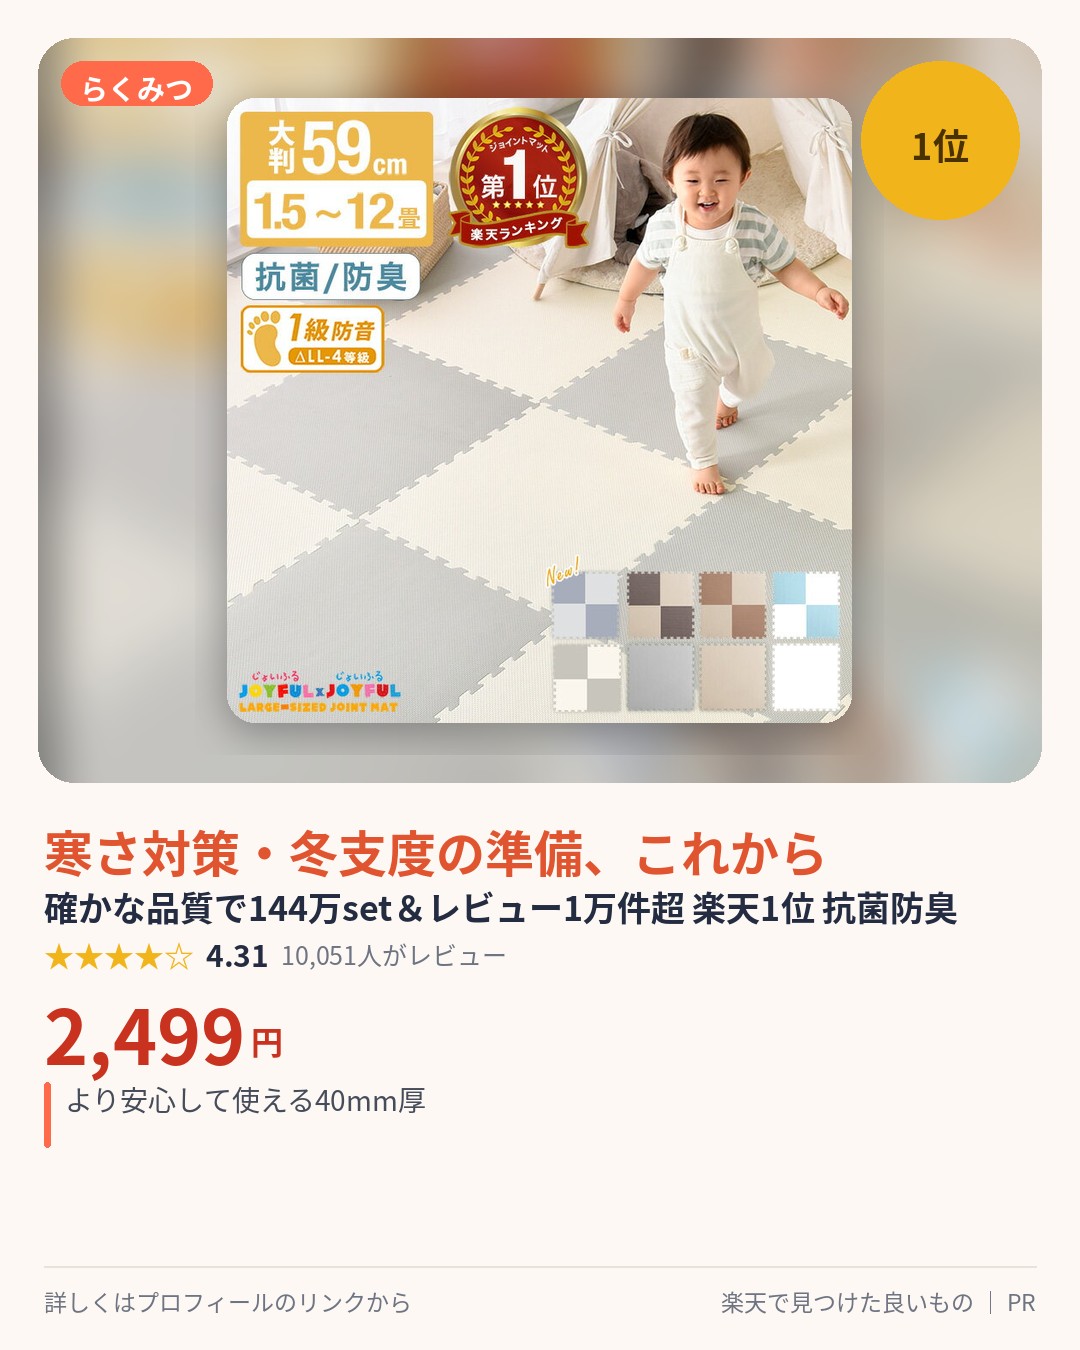 らくみつ
1位
大判59cm
1.5～12畳
抗菌/防臭
1級防音
ΔLL-4等級
ジョイントマット
第1位
楽天ランキング
New!
じょいふる じょいふる
JOYFULxJOYFUL
LARGE=SIZED JOINT MAT
寒さ対策・冬支度の準備、これから
確かな品質で144万set＆レビュー1万件超 楽天1位 抗菌防臭
★★★★☆ 4.31 10,051人がレビュー
2,499円
より安心して使える40mm厚
詳しくはプロフィールのリンクから
楽天で見つけた良いもの｜PR